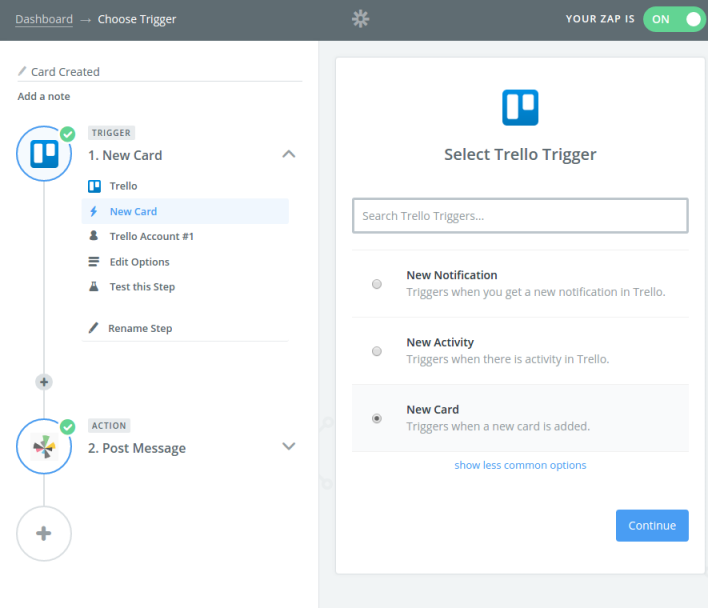 Dashboard → Choose Trigger
YOUR ZAP IS ON
Card Created
Add a note
TRIGGER
1. New Card
Trello
New Card
Trello Account #1
Edit Options
Test this Step
Rename Step
ACTION
2. Post Message
Select Trello Trigger
Search Trello Triggers...
New Notification
Triggers when you get a new notification in Trello.
New Activity
Triggers when there is activity in Trello.
New Card
Triggers when a new card is added.
show less common options
Continue